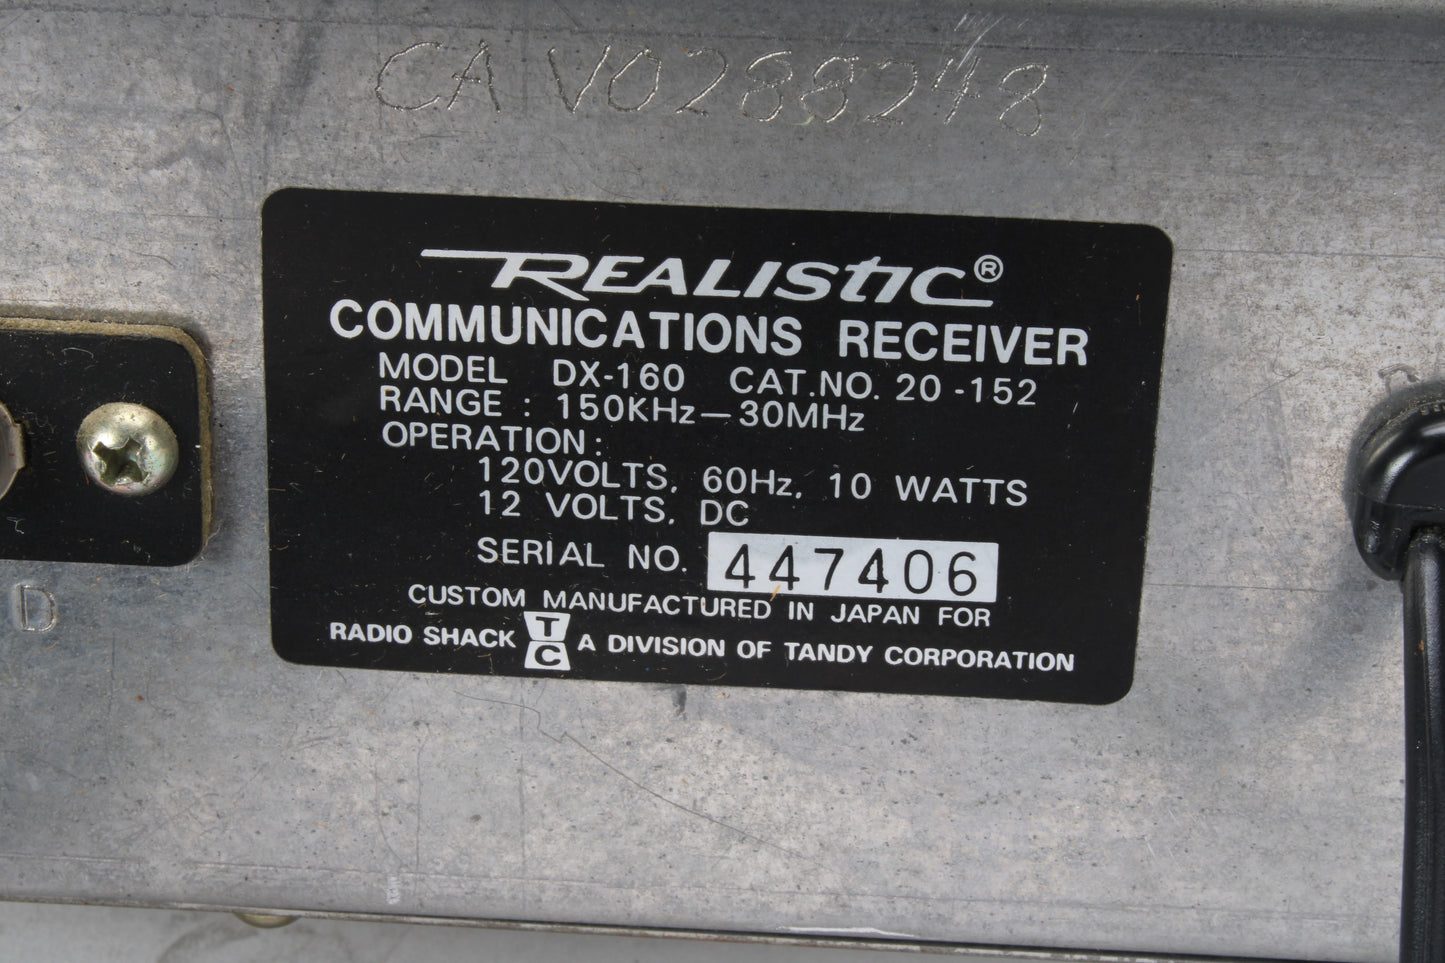 CA V0288248
REALISTIC®
COMMUNICATIONS RECEIVER
MODEL DX-160 CAT.NO. 20-152
RANGE : 150KHz—30MHz
OPERATION:
120VOLTS, 60Hz, 10 WATTS
12 VOLTS, DC
SERIAL NO. 447406
CUSTOM MANUFACTURED IN JAPAN FOR
RADIO SHACK TC A DIVISION OF TANDY CORPORATION
D